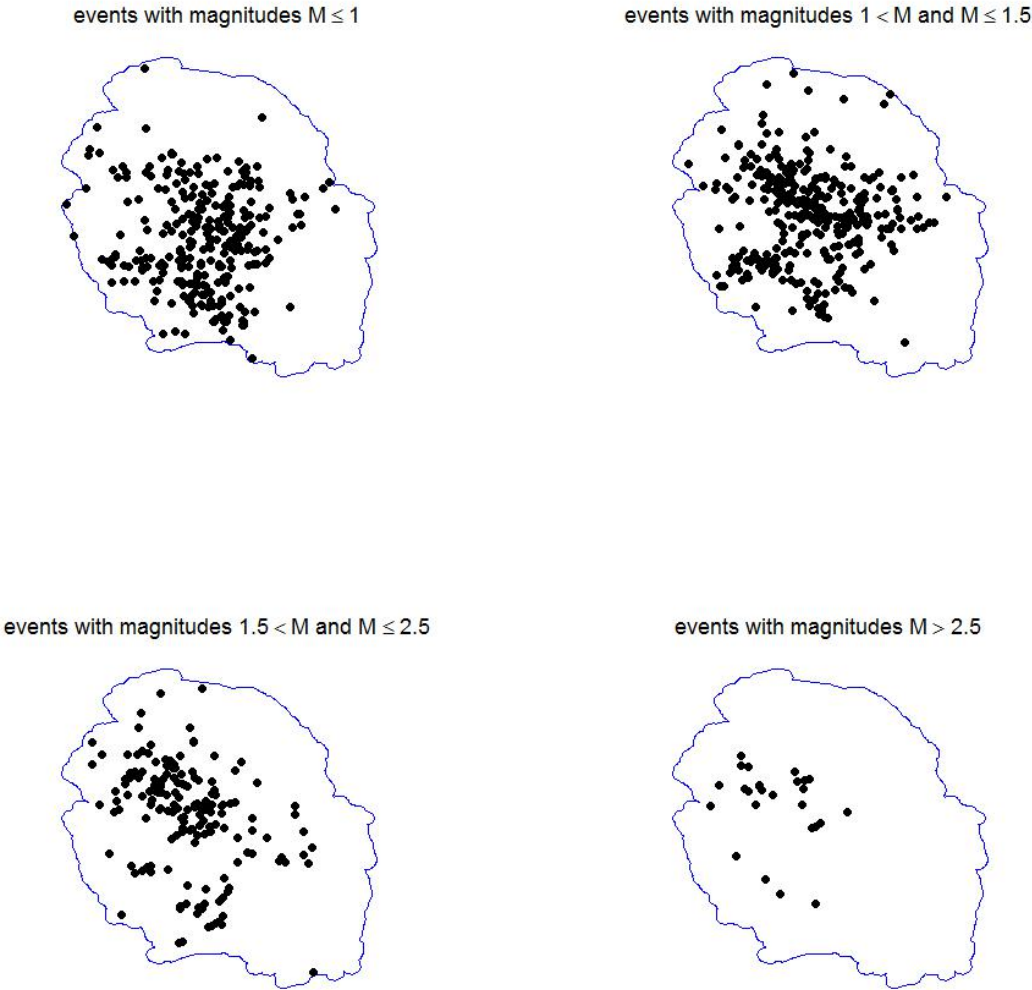 events with magnitudes M ≤ 1
events with magnitudes 1 < M and M ≤ 1.5
events with magnitudes 1.5 < M and M ≤ 2.5
events with magnitudes M > 2.5